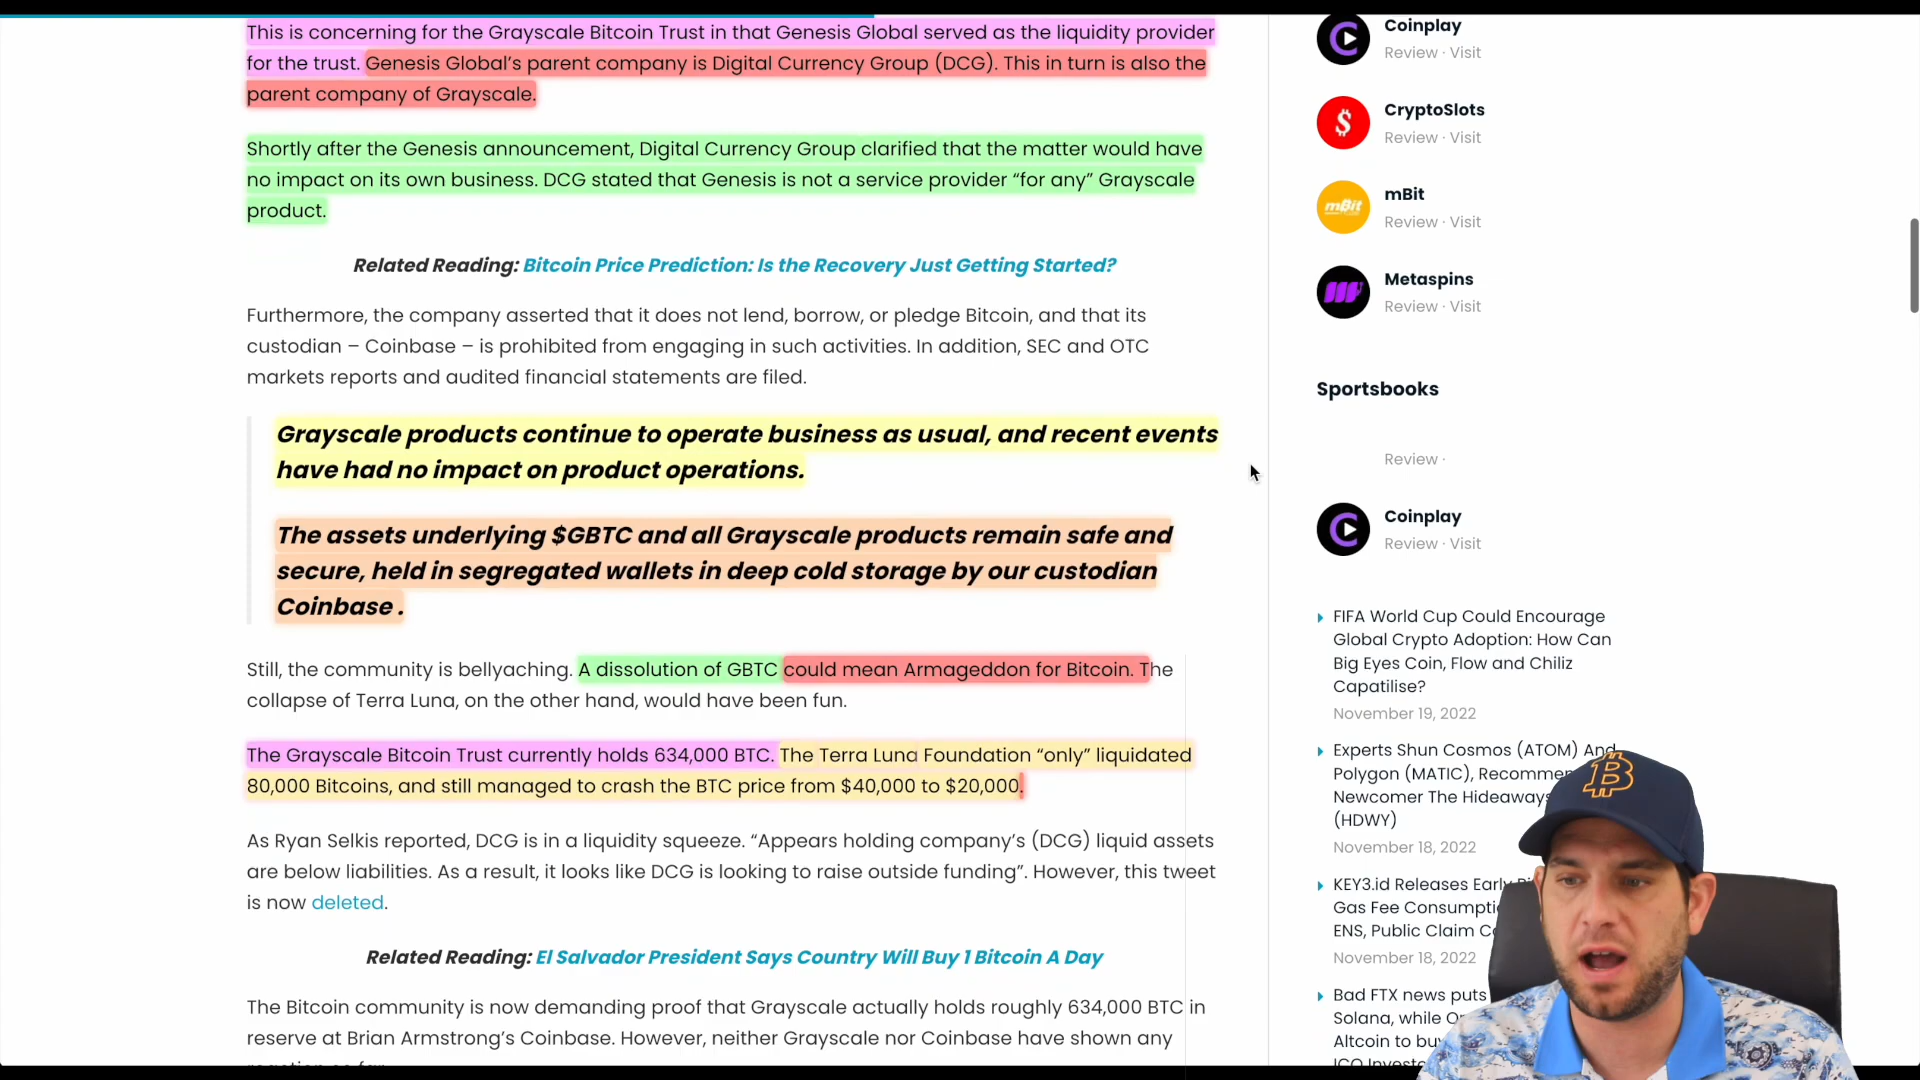 This is concerning for the Grayscale Bitcoin Trust in that Genesis Global served as the liquidity provider
for the trust. Genesis Global’s parent company is Digital Currency Group (DCG). This in turn is also the
parent company of Grayscale.
Shortly after the Genesis announcement, Digital Currency Group clarified that the matter would have
no impact on its own business. DCG stated that Genesis is not a service provider “for any” Grayscale
product.
Related Reading: Bitcoin Price Prediction: Is the Recovery Just Getting Started?
Furthermore, the company asserted that it does not lend, borrow, or pledge Bitcoin, and that its
custodian – Coinbase – is prohibited from engaging in such activities. In addition, SEC and OTC
markets reports and audited financial statements are filed.
Grayscale products continue to operate business as usual, and recent events
have had no impact on product operations.
The assets underlying $GBTC and all Grayscale products remain safe and
secure, held in segregated wallets in deep cold storage by our custodian
Coinbase .
Still, the community is bellyaching. A dissolution of GBTC could mean Armageddon for Bitcoin. The
collapse of Terra Luna, on the other hand, would have been fun.
The Grayscale Bitcoin Trust currently holds 634,000 BTC. The Terra Luna Foundation “only” liquidated
80,000 Bitcoins, and still managed to crash the BTC price from $40,000 to $20,000.
As Ryan Selkis reported, DCG is in a liquidity squeeze. “Appears holding company’s (DCG) liquid assets
are below liabilities. As a result, it looks like DCG is looking to raise outside funding”. However, this tweet
is now deleted.
Related Reading: El Salvador President Says Country Will Buy 1 Bitcoin A Day
The Bitcoin community is now demanding proof that Grayscale actually holds roughly 634,000 BTC in
reserve at Brian Armstrong’s Coinbase. However, neither Grayscale nor Coinbase have shown any
Coinplay
Review · Visit
CryptoSlots
Review · Visit
mBit
mBit
Review · Visit
Metaspins
Review · Visit
Sportsbooks
Review ·
Coinplay
Review · Visit
FIFA World Cup Could Encourage
Global Crypto Adoption: How Can
Big Eyes Coin, Flow and Chiliz
Capatilise?
November 19, 2022
Experts Shun Cosmos (ATOM) And
Polygon (MATIC),
Newcomer The Hideaways
(HDWY)
November 18, 2022
KEY3.id Releases Early
Gas Fee
ENS, Public Claim
November 18, 2022
Bad FTX news puts
Solana, while
Altcoin to
ICO